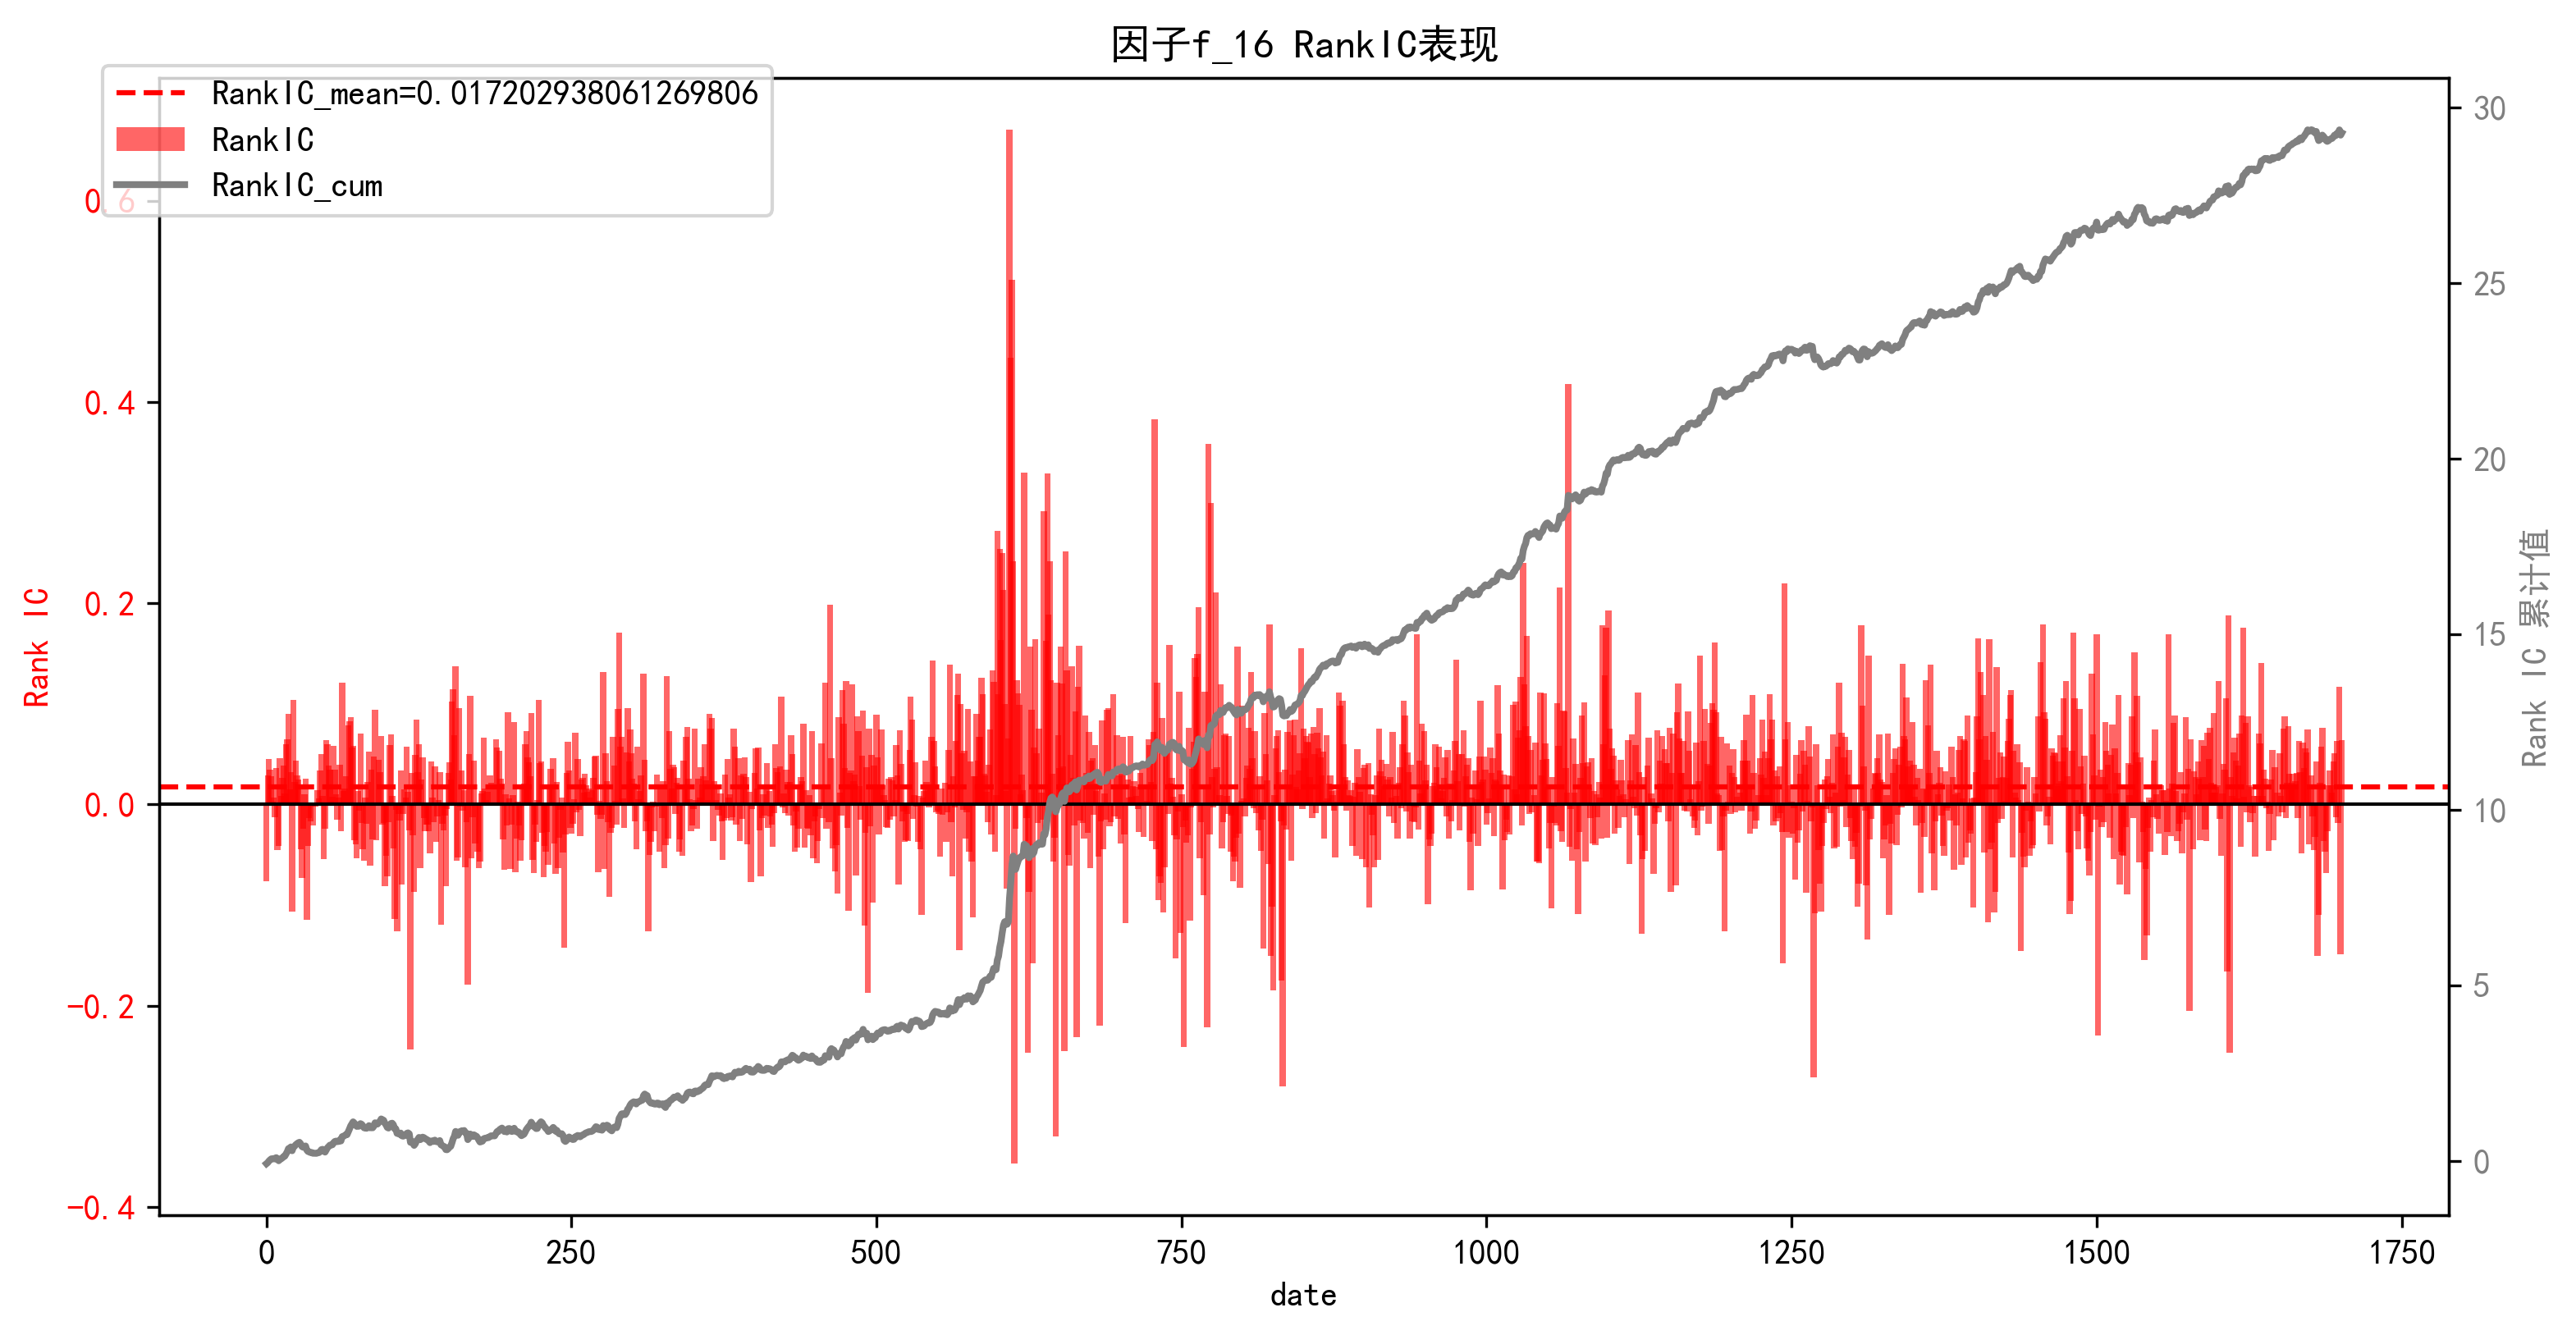 因子f_16 RankIC表现
RankIC_mean=0.017202938061269806
RankIC
RankIC_cum
Rank IC
0.6
0.4
0.2
0.0
-0.2
-0.4
30
25
20
15
10
5
0
Rank IC 累计值
0 250 500 750 1000 1250 1500 1750
date